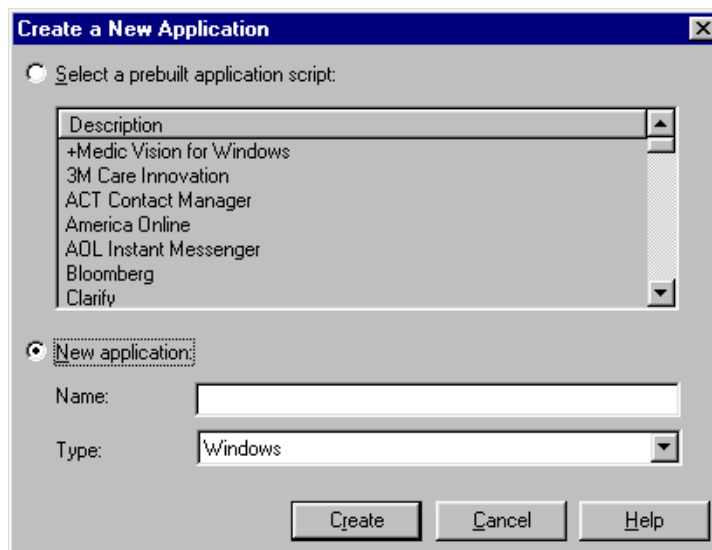 Create a New Application
Select a prebuilt application script:
Description
+Medic Vision for Windows
3M Care Innovation
ACT Contact Manager
America Online
AOL Instant Messenger
Bloomberg
Clarify
New application:
Name:
Type:
Windows
Create
Cancel
Help